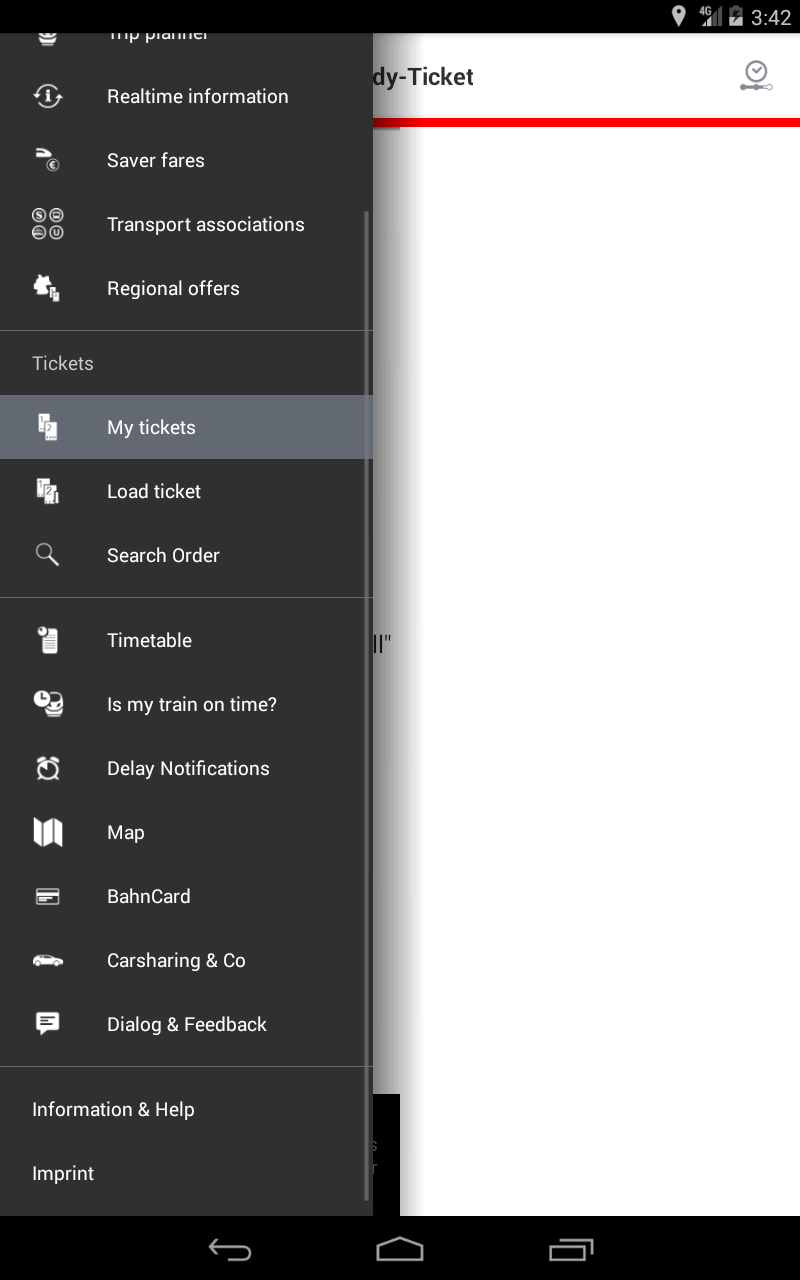 4G 3:42
Trip planner
dy-Ticket
Realtime information
Saver fares
Transport associations
Regional offers
Tickets
My tickets
Load ticket
Search Order
Timetable
ll"
Is my train on time?
Delay Notifications
Map
BahnCard
Carsharing & Co
Dialog & Feedback
Information & Help
s
r
Imprint